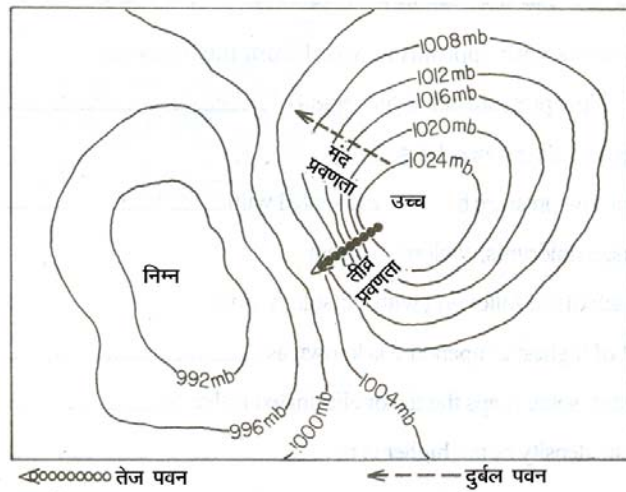 1008mb
1012mb
1016mb
1020mb
1024mb
मंद
प्रवणता
उच्च
निम्न
तीव्र
प्रवणता
992mb
996mb
1000mb
1004mb
तेज पवन
दुर्बल पवन